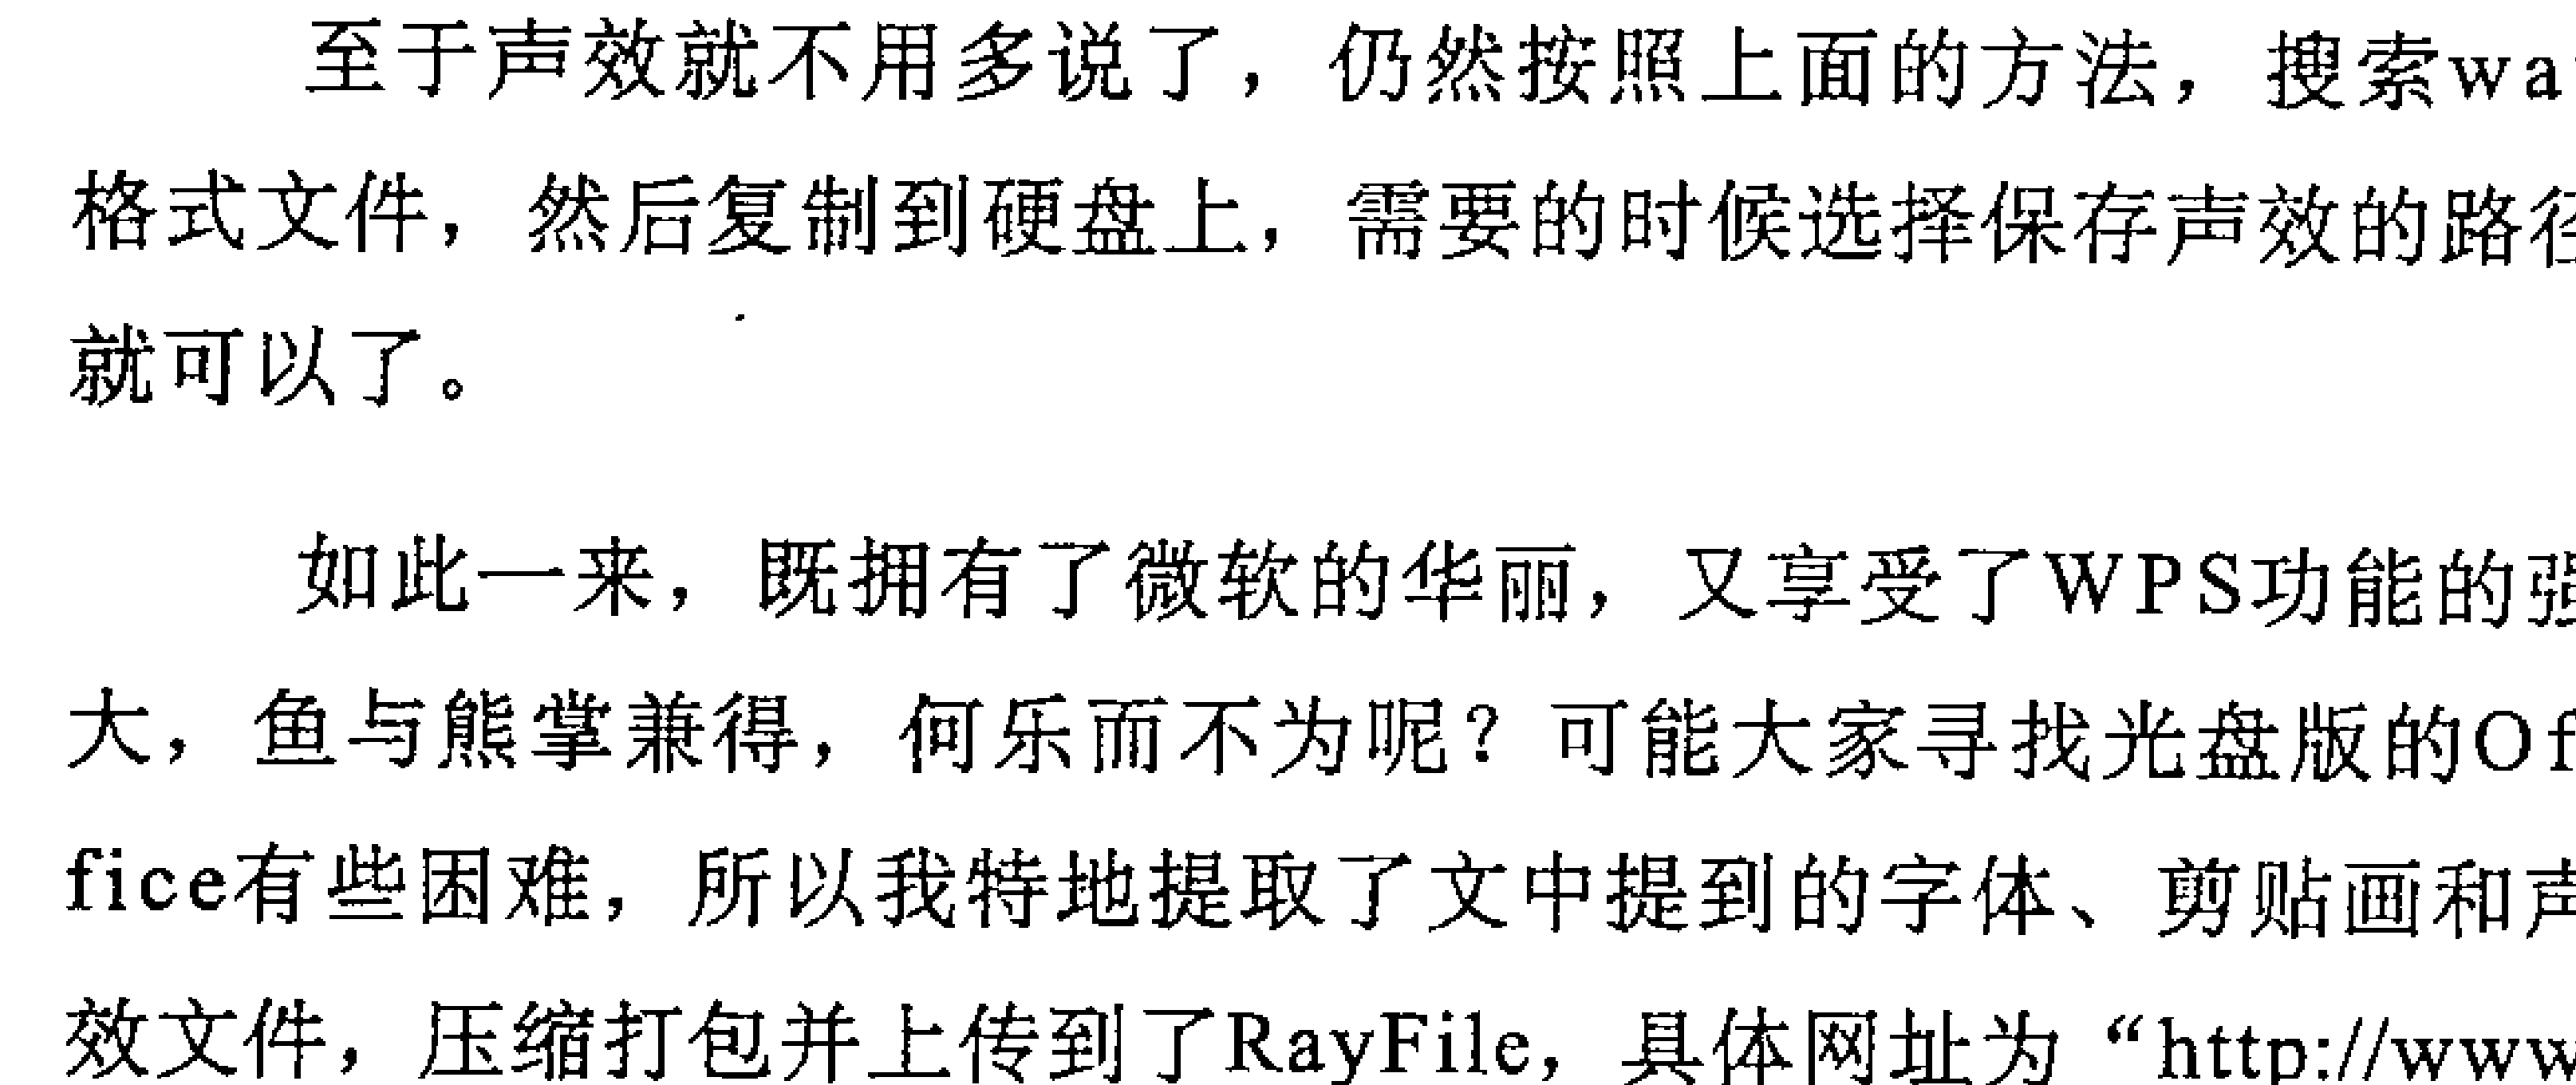 至于声效就不用多说了，仍然按照上面的方法，搜索wa
格式文件，然后复制到硬盘上，需要的时候选择保存声效的路径
就可以了。
如此一来，既拥有了微软的华丽，又享受了WPS功能的强
大，鱼与熊掌兼得，何乐而不为呢？可能大家寻找光盘版的Of
fice有些困难，所以我特地提取了文中提到的字体、剪贴画和声
效文件，压缩打包并上传到了RayFile，具体网址为“http://www